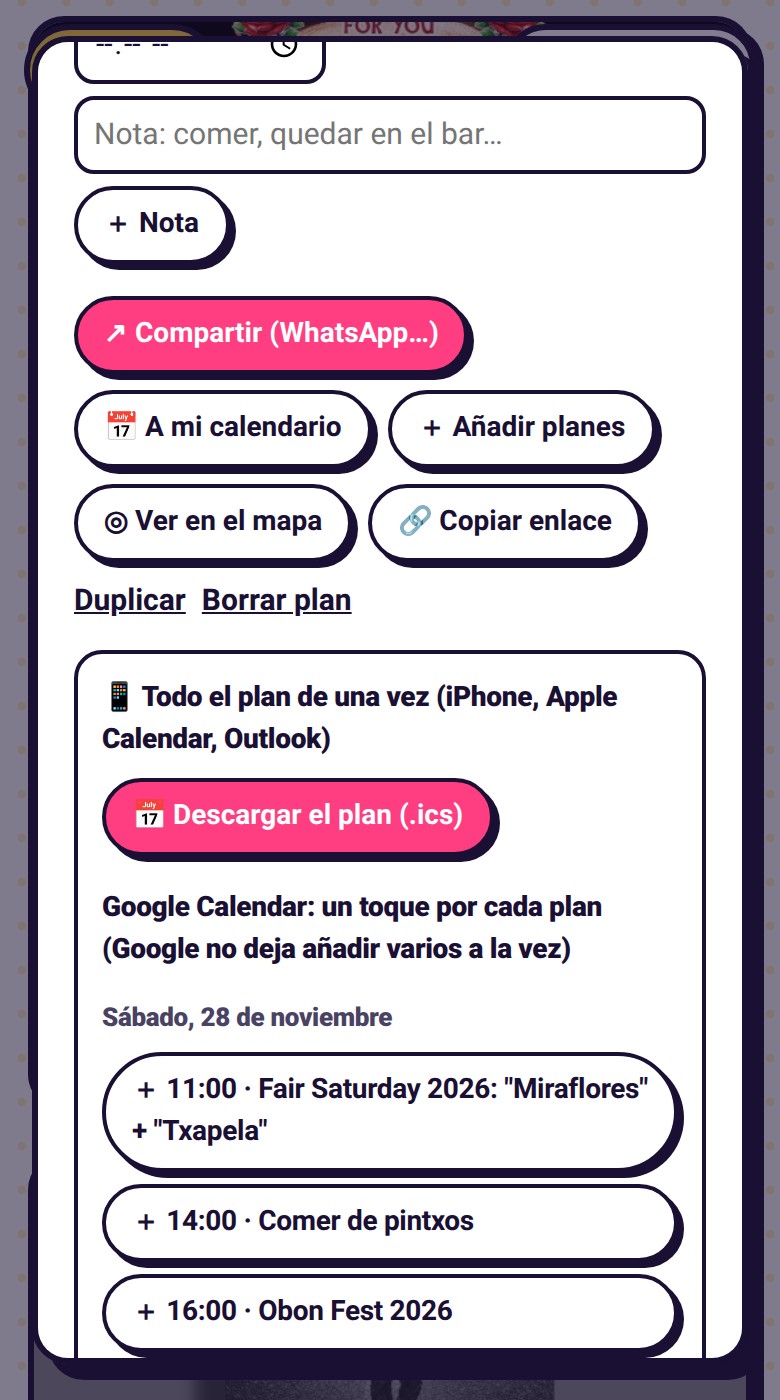 FOR YOU
--:-- --
Nota: comer, quedar en el bar...
+ Nota
↗ Compartir (WhatsApp...)
📅 A mi calendario
+ Añadir planes
◎ Ver en el mapa
🔗 Copiar enlace
Duplicar Borrar plan
📱 Todo el plan de una vez (iPhone, Apple
Calendar, Outlook)
📅 Descargar el plan (.ics)
Google Calendar: un toque por cada plan
(Google no deja añadir varios a la vez)
Sábado, 28 de noviembre
+ 11:00 · Fair Saturday 2026: "Miraflores"
+ "Txapela"
+ 14:00 · Comer de pintxos
+ 16:00 · Obon Fest 2026